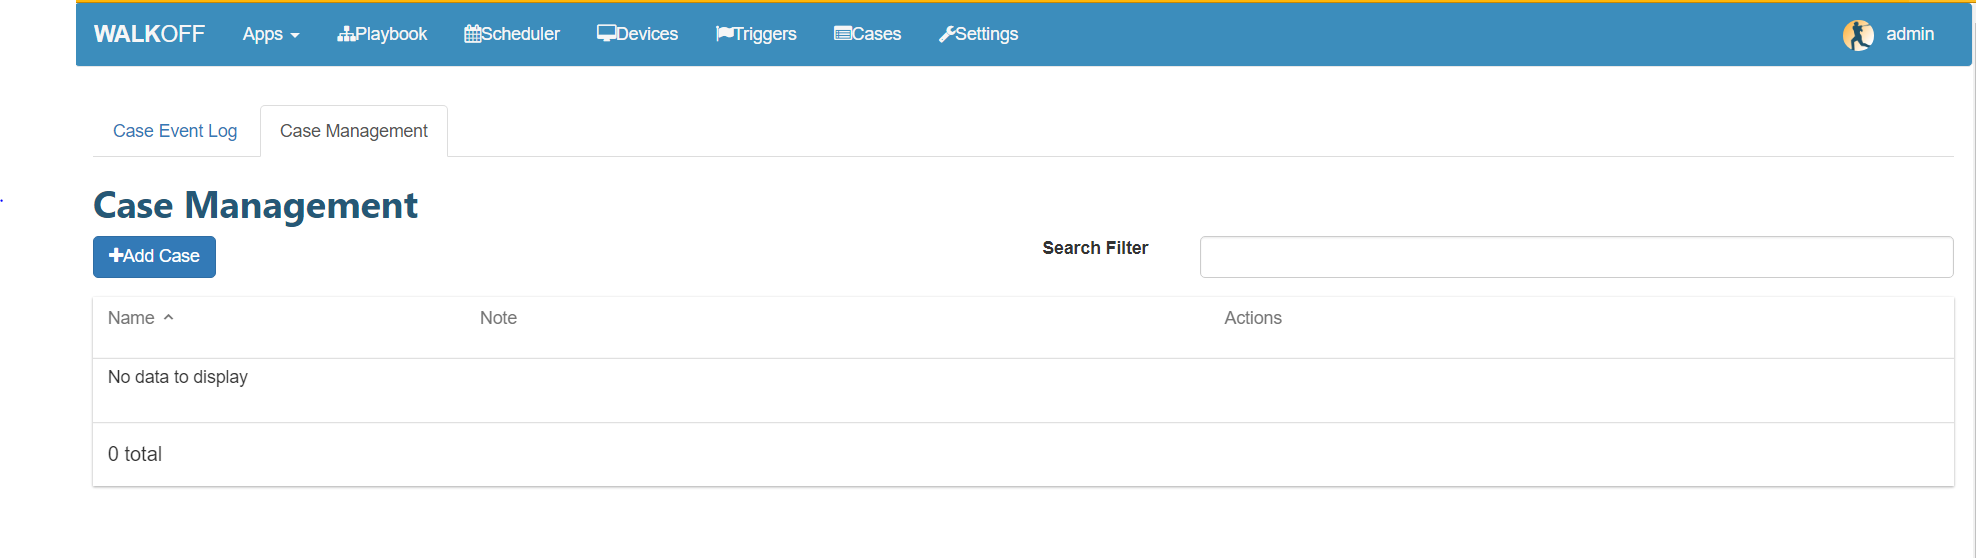 WALKOFF Apps Playbook Scheduler Devices Triggers Cases Settings admin
Case Event Log Case Management
Case Management
Add Case Search Filter
Name Note Actions
No data to display
0 total